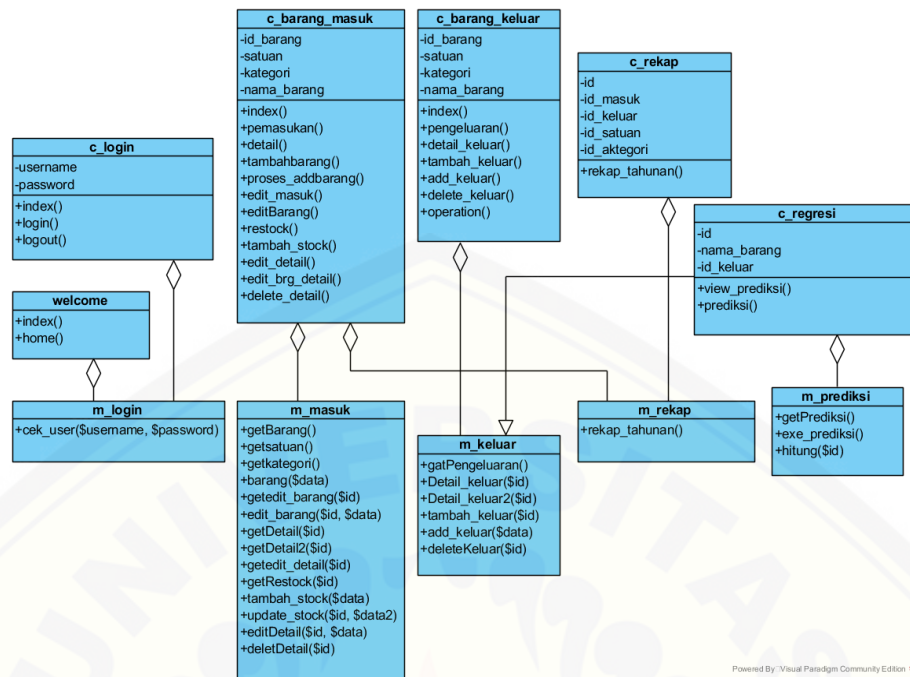 c_barang_masuk
-id_barang
-satuan
-kategori
-nama_barang
+index()
+pemasukan()
+detail()
+tambahbarang()
+proses_addbarang()
+edit_masuk()
+editBarang()
+restock()
+tambah_stock()
+edit_detail()
+edit_brg_detail()
+delete_detail()
c_barang_keluar
-id_barang
-satuan
-kategori
-nama_barang
+index()
+pengeluaran()
+detail_keluar()
+tambah_keluar()
+add_keluar()
+delete_keluar()
+operation()
c_rekap
-id
-id_masuk
-id_keluar
-id_satuan
-id_aktegori
+rekap_tahunan()
c_login
-username
-password
+index()
+login()
+logout()
c_regresi
-id
-nama_barang
-id_keluar
+view_prediksi()
+prediksi()
welcome
+index()
+home()
m_login
+cek_user($username, $password)
m_masuk
+getBarang()
+getsatuan()
+getkategori()
+barang($data)
+getedit_barang($id)
+edit_barang($id, $data)
+getDetail($id)
+getDetail2($id)
+getedit_detail($id)
+getRestock($id)
+tambah_stock($data)
+update_stock($id, $data2)
+editDetail($id, $data)
+deletDetail($id)
m_keluar
+gatPengeluaran()
+Detail_keluar($id)
+Detail_keluar2($id)
+tambah_keluar($id)
+add_keluar($data)
+deleteKeluar($id)
m_rekap
+rekap_tahunan()
m_prediksi
+getPrediksi()
+exe_prediksi()
+hitung($id)
UNIVERSITAS
Powered By Visual Paradigm Community Edition